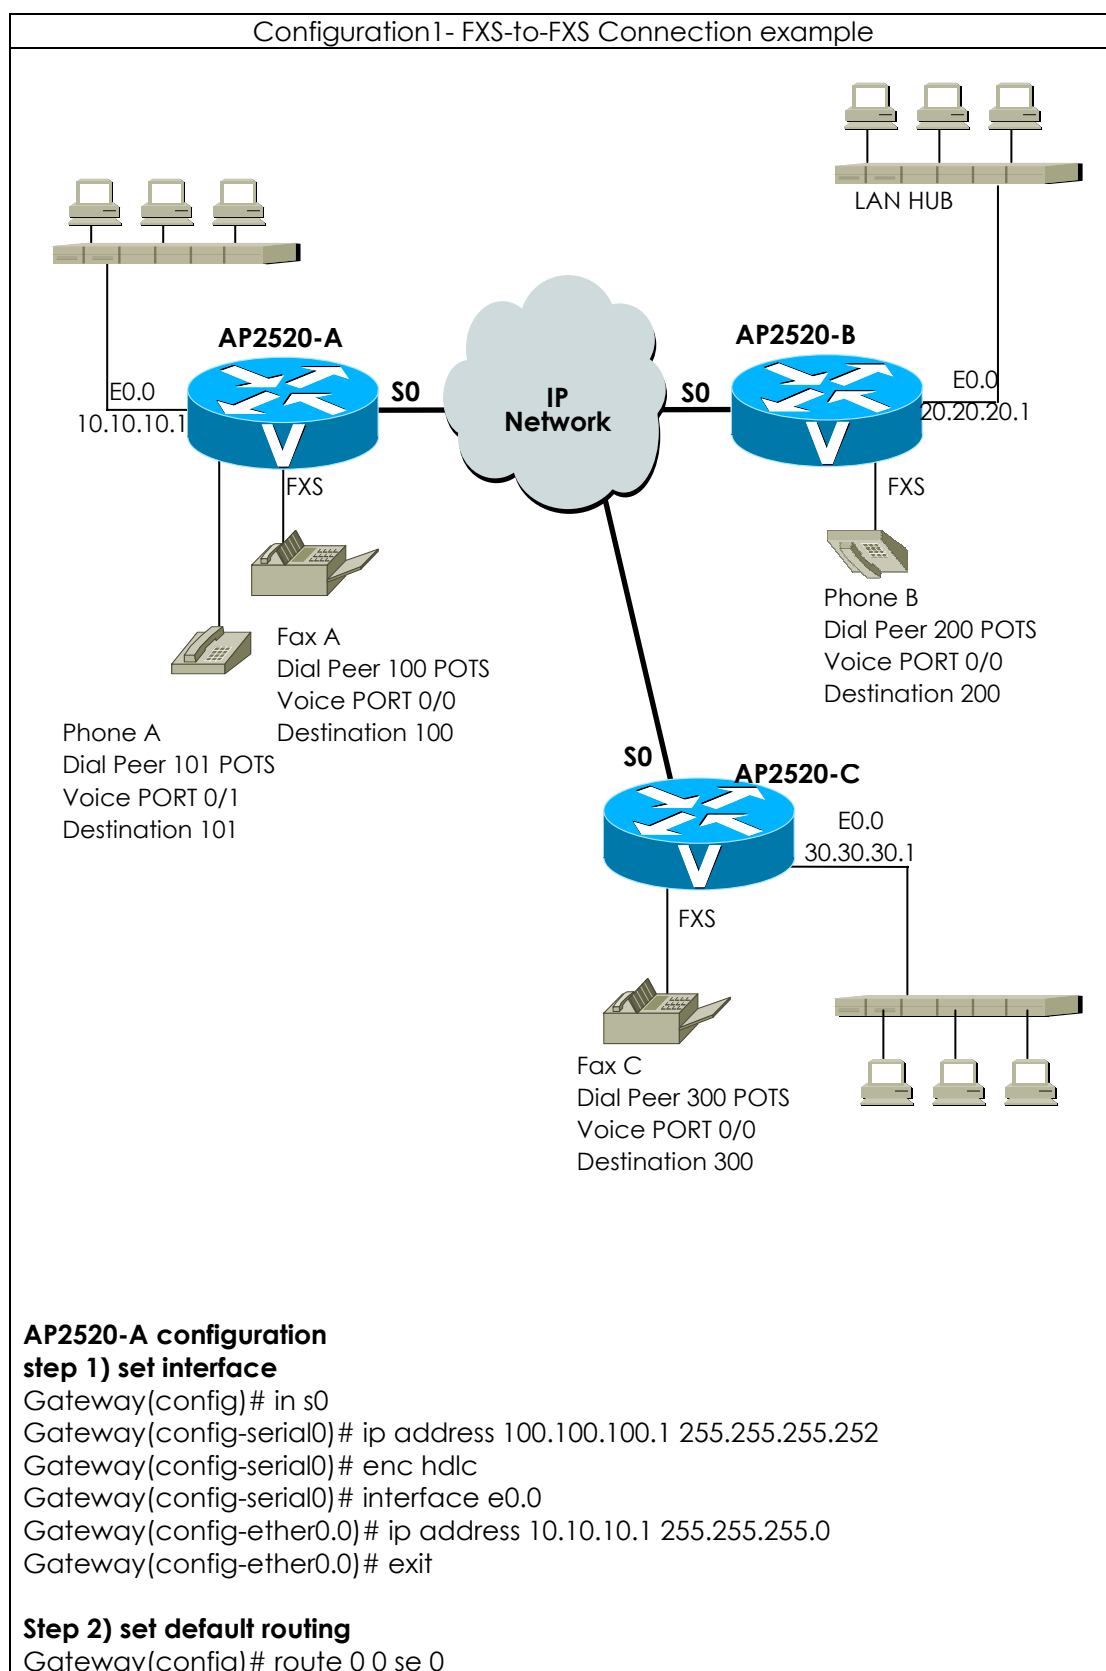 Configuration1- FXS-to-FXS Connection example
LAN HUB
AP2520-A
AP2520-B
E0.0
10.10.10.1
S0
IP
Network
S0
E0.0
20.20.20.1
FXS
FXS
Phone B
Dial Peer 200 POTS
Voice PORT 0/0
Destination 200
Fax A
Dial Peer 100 POTS
Voice PORT 0/0
Destination 100
Phone A
Dial Peer 101 POTS
Voice PORT 0/1
Destination 101
S0
AP2520-C
E0.0
30.30.30.1
FXS
Fax C
Dial Peer 300 POTS
Voice PORT 0/0
Destination 300
AP2520-A configuration
step 1) set interface
Gateway(config)# in s0
Gateway(config-serial0)# ip address 100.100.100.1 255.255.255.252
Gateway(config-serial0)# enc hdlc
Gateway(config-serial0)# interface e0.0
Gateway(config-ether0.0)# ip address 10.10.10.1 255.255.255.0
Gateway(config-ether0.0)# exit
Step 2) set default routing
Gateway(config)# route 0 0 se 0